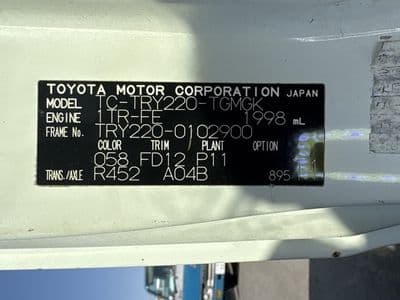 TOYOTA MOTOR CORPORATION JAPAN
MODEL TC-TRY220-TGMGK
ENGINE 1TR-FE 1998 mL
FRAME No. TRY220-0102900
COLOR TRIM PLANT OPTION
058 FD12 P11
TRANS./AXLE R452 A04B 895